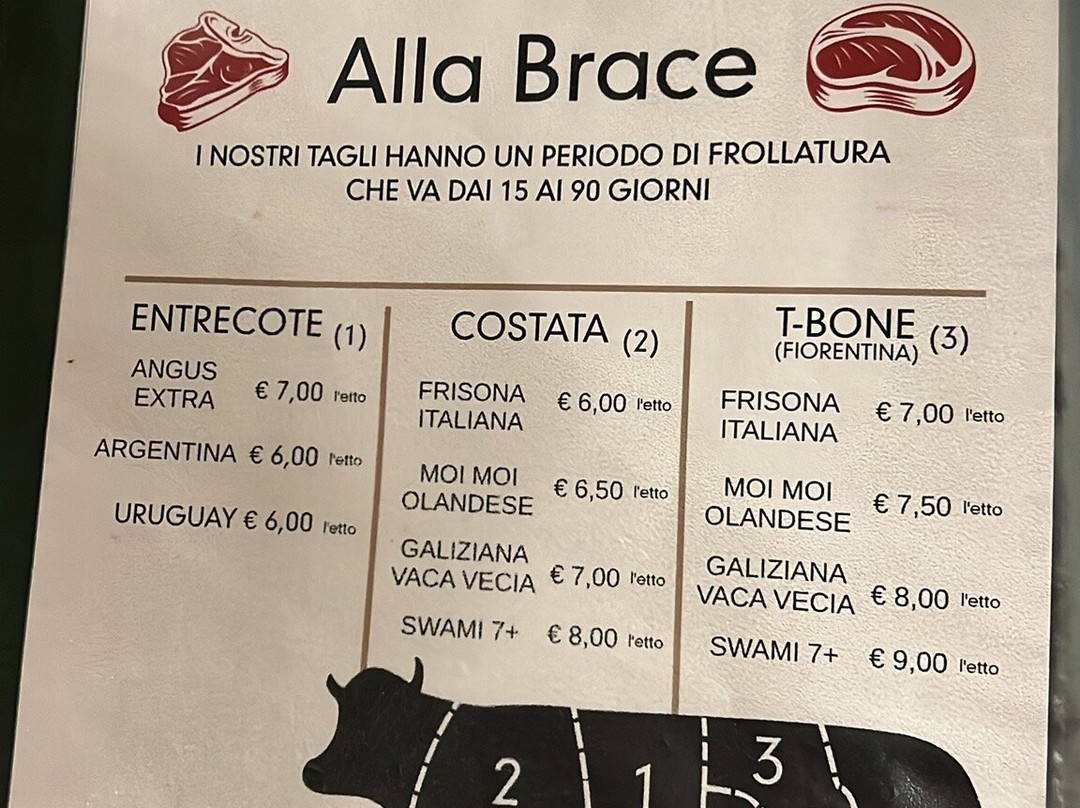 Alla Brace
I NOSTRI TAGLI HANNO UN PERIODO DI FROLLATURA
CHE VA DAI 15 AI 90 GIORNI
ENTRECOTE (1)
ANGUS
EXTRA € 7,00 l'etto
ARGENTINA € 6,00 l'etto
URUGUAY € 6,00 l'etto
COSTATA (2)
FRISONA
ITALIANA € 6,00 l'etto
MOI MOI
OLANDESE € 6,50 l'etto
GALIZIANA
VACA VECIA € 7,00 l'etto
SWAMI 7+ € 8,00 l'etto
T-BONE (3)
(FIORENTINA)
FRISONA
ITALIANA € 7,00 l'etto
MOI MOI
OLANDESE € 7,50 l'etto
GALIZIANA
VACA VECIA € 8,00 l'etto
SWAMI 7+ € 9,00 l'etto
2 1 3